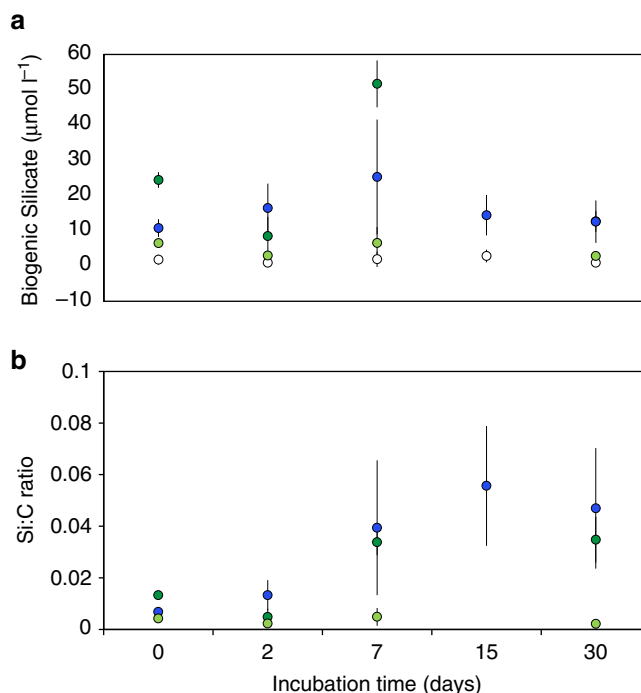 a
Biogenic Silicate (μmol l⁻¹)
60
50
40
30
20
10
0
−10
b
Si:C ratio
0.1
0.08
0.06
0.04
0.02
0
0 2 7 15 30
Incubation time (days)